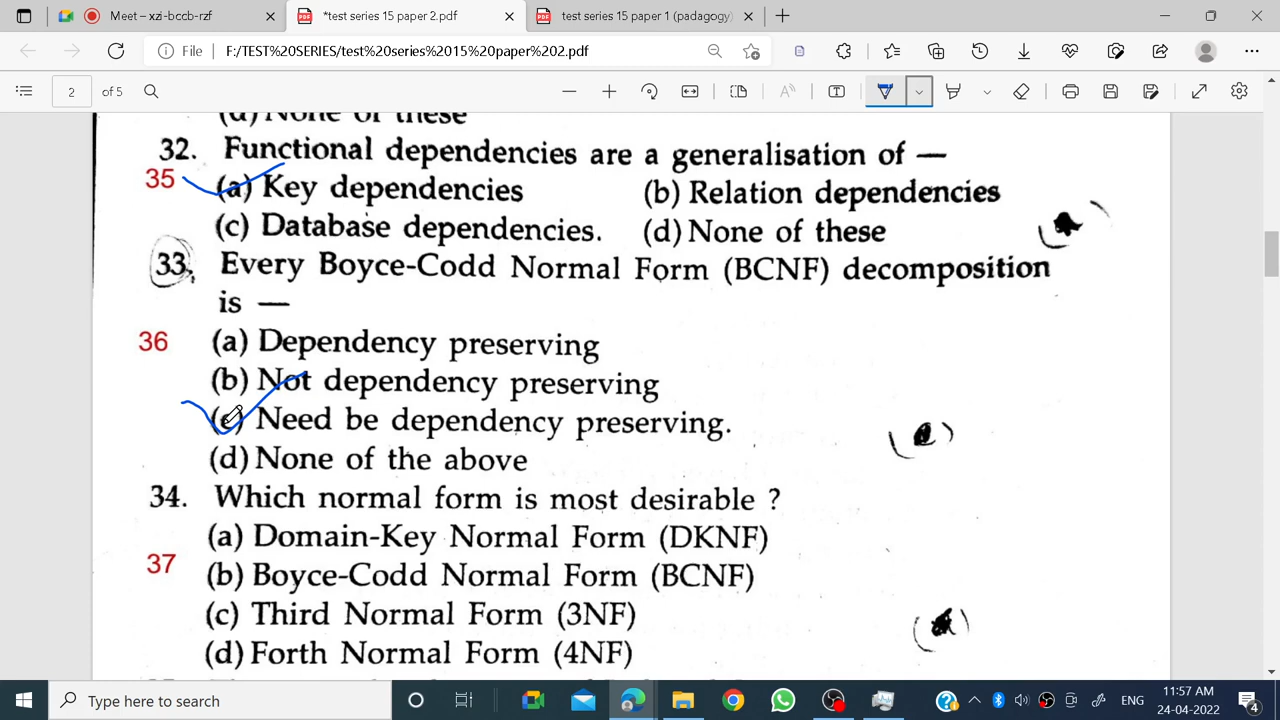 Meet – xzi-bccb-rzf
*test series 15 paper 2.pdf
test series 15 paper 1 (padagogy)
File
F:/TEST%20SERIES/test%20series%2015%20paper%202.pdf
2 of 5
(d) None of these
32. Functional dependencies are a generalisation of —
35
(a) Key dependencies (b) Relation dependencies
(c) Database dependencies. (d) None of these
33. Every Boyce-Codd Normal Form (BCNF) decomposition
is —
36
(a) Dependency preserving
(b) Not dependency preserving
(c) Need be dependency preserving.
(d) None of the above
34. Which normal form is most desirable ?
(a) Domain-Key Normal Form (DKNF)
37
(b) Boyce-Codd Normal Form (BCNF)
(c) Third Normal Form (3NF)
(d) Forth Normal Form (4NF)
Type here to search
ENG
11:57 AM
24-04-2022
4